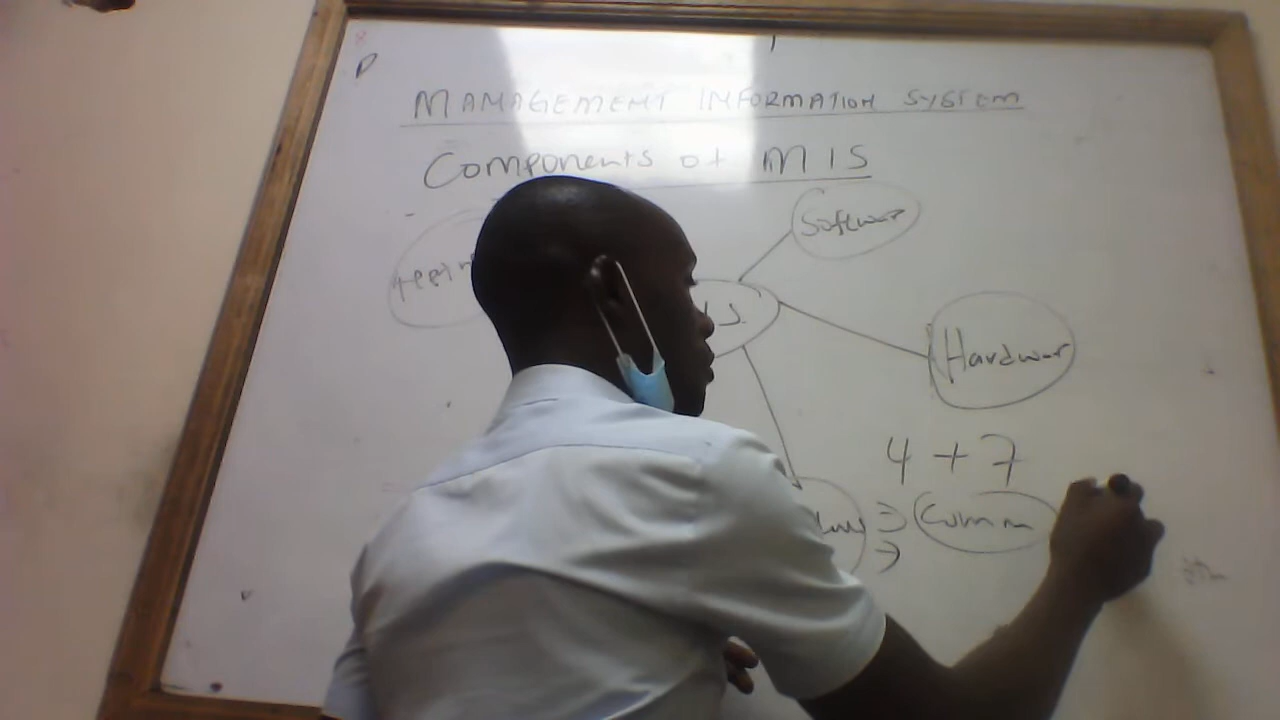 MANAGEMENT INFORMATION SYSTEM
Components of MIS
Softwar
Hardwar
4 + 7
Comm